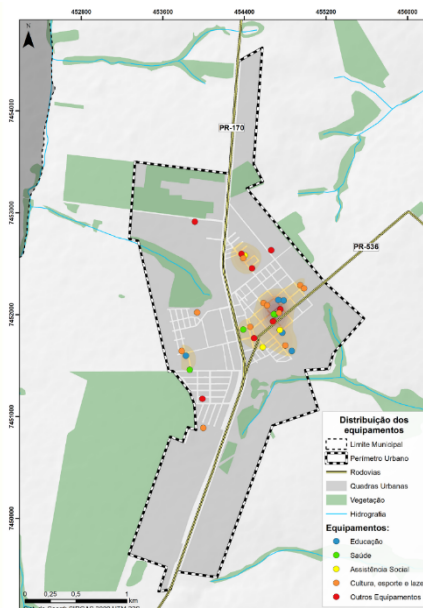 452800 453600 454400 455200 456000
N
7454000
PR-170
7453000
PR-536
7452000
7451000
7450000
Distribuição dos
equipamentos
Limite Municipal
Perímetro Urbano
Rodovias
Quadras Urbanas
Vegetação
Hidrografia
Equipamentos:
Educação
Saúde
Assistência Social
Cultura, esporte e laze
Outros Equipamentos
0 0,25 0,5 1
km